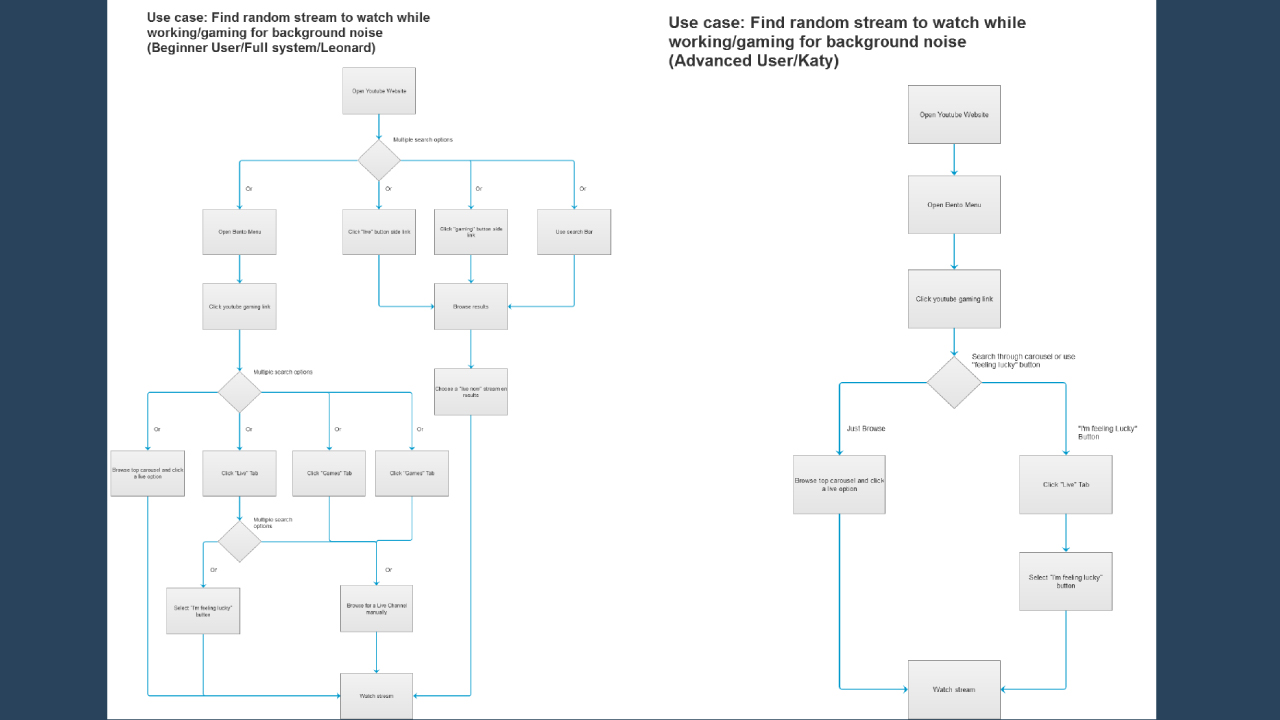 Use case: Find random stream to watch while
working/gaming for background noise
(Beginner User/Full system/Leonard)
Open Youtube Website
Multiple search options
Or
Or
Or
Or
Open Bento Menu
Click "live" button side link
Click "gaming" button side
link
Use search Bar
Click youtube gaming link
Browse results
Multiple search options
Choose a "live now" stream on
results
Or
Or
Or
Or
Browse top carousel and click
a live option
Click "Live" Tab
Click "Games" Tab
Click "Games" Tab
Multiple search
options
Or
Or
Select "I'm feeling lucky"
button
Browse for a Live Channel
manually
Watch stream
Use case: Find random stream to watch while
working/gaming for background noise
(Advanced User/Katy)
Open Youtube Website
Open Bento Menu
Click youtube gaming link
Search through carousel or use
"feeling lucky" button
Just Browse
"I'm feeling Lucky"
Button
Browse top carousel and click
a live option
Click "Live" Tab
Select "I'm feeling lucky"
button
Watch stream